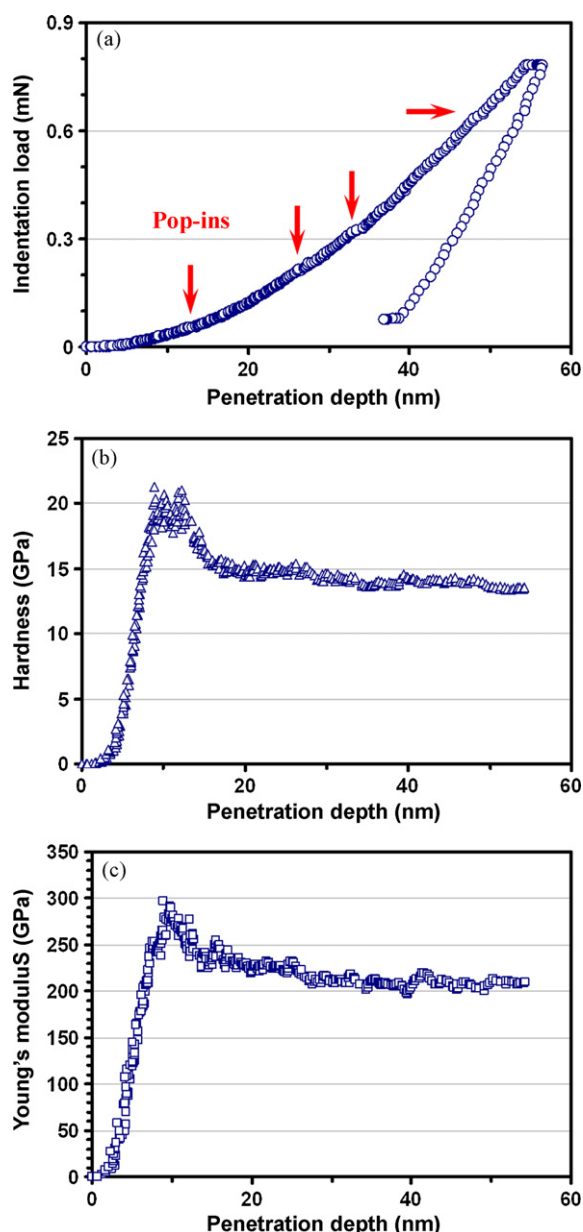 (a)
0.9
0.6
0.3
0
Indentation load (mN)
Pop-ins
0 20 40 60
Penetration depth (nm)
(b)
25
20
15
10
5
0
Hardness (GPa)
0 20 40 60
Penetration depth (nm)
(c)
350
300
250
200
150
100
50
0
Young's moduluS (GPa)
0 20 40 60
Penetration depth (nm)